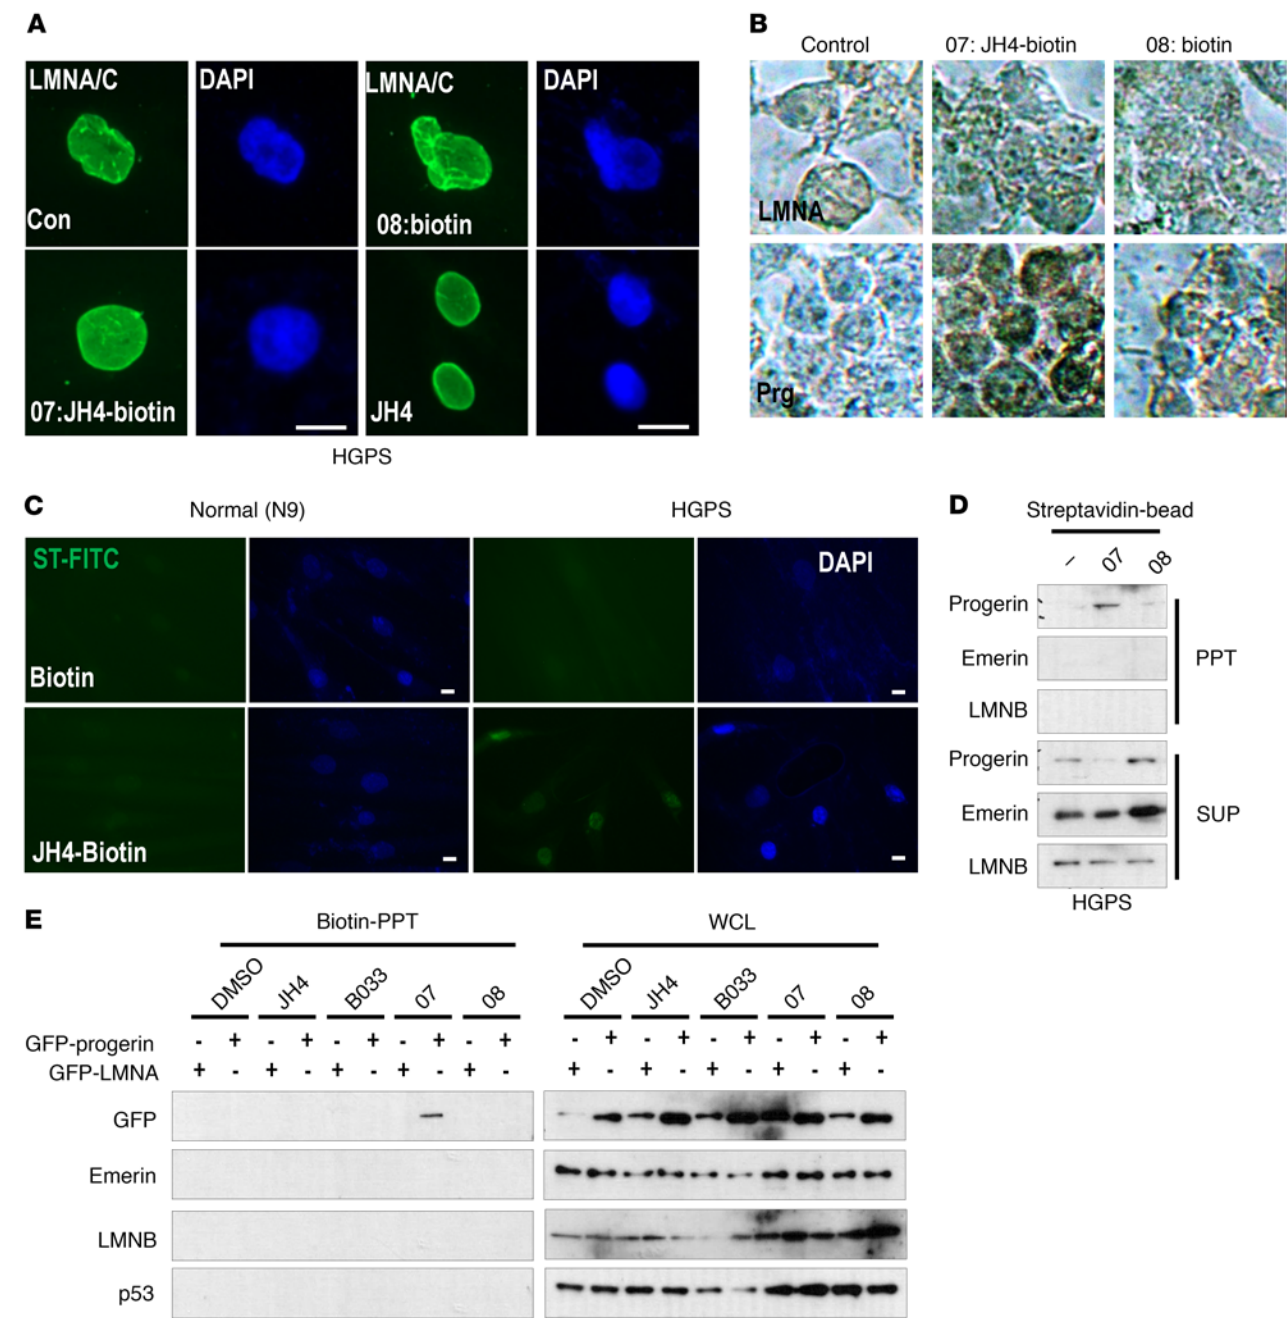 A
LMNA/C DAPI LMNA/C DAPI
Con 08:biotin
07:JH4-biotin JH4
HGPS
B
Control 07: JH4-biotin 08: biotin
LMNA
Prg
C
Normal (N9) HGPS
ST-FITC DAPI
Biotin
JH4-Biotin
D
Streptavidin-bead
– 07 08
Progerin
Emerin PPT
LMNB
Progerin
Emerin SUP
LMNB
HGPS
E
Biotin-PPT WCL
DMSO JH4 B033 07 08 DMSO JH4 B033 07 08
GFP-progerin - + - + - + - + - + - + - + - + - + - +
GFP-LMNA + - + - + - + - + - + - + - + - + - + -
GFP
Emerin
LMNB
p53